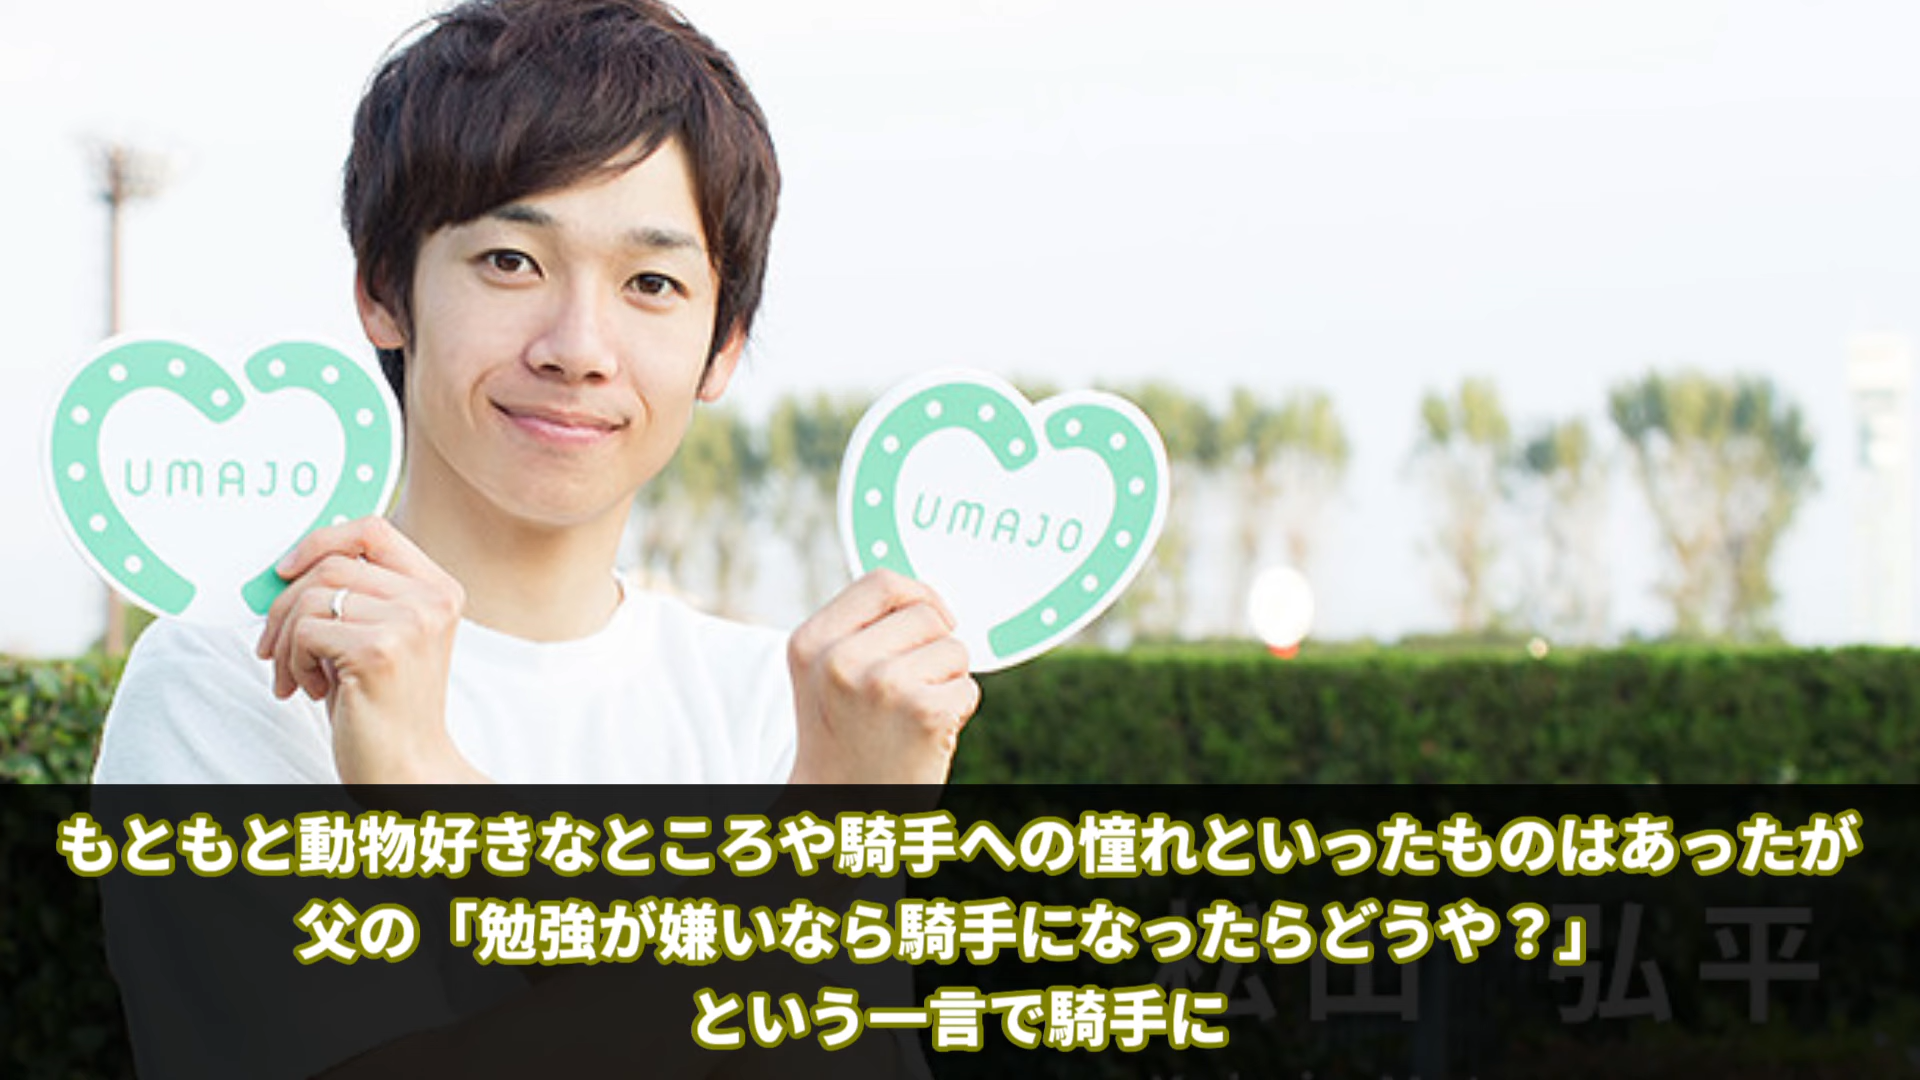 UMAJO
UMAJO
もともと動物好きなところや騎手への憧れといったものはあったが
父の「勉強が嫌いなら騎手になったらどうや？」
という一言で騎手に
松山 弘平